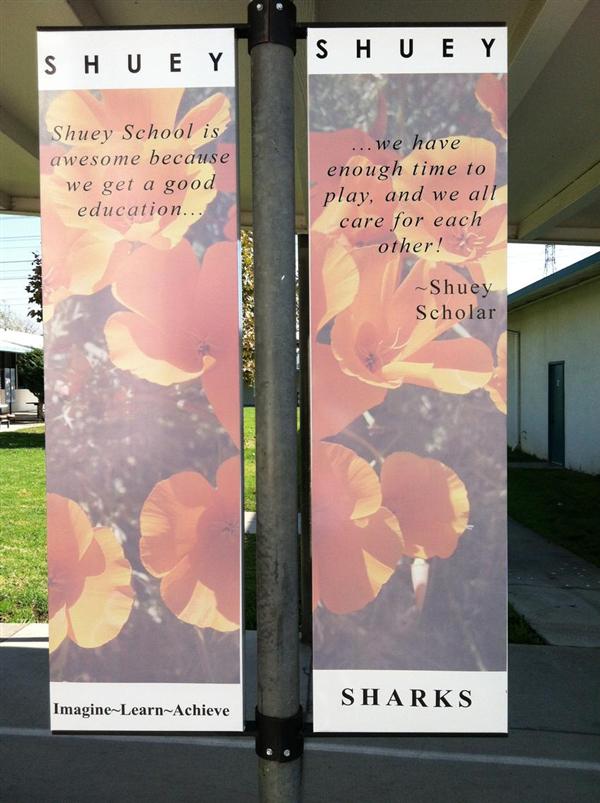 SHUEY
Shuey School is
awesome because
we get a good
education...
Imagine~Learn~Achieve
SHUEY
...we have
enough time to
play, and we all
care for each
other!
~Shuey
Scholar
SHARKS